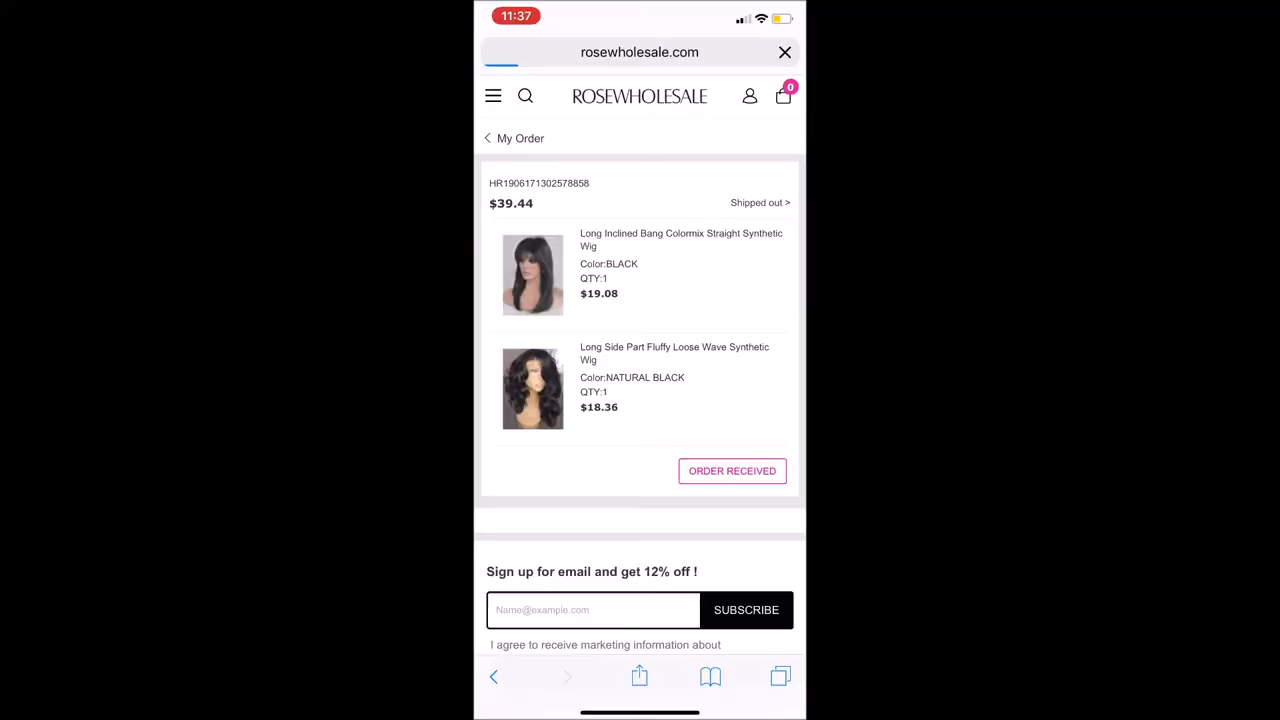 11:37
rosewholesale.com
ROSEWHOLESALE
0
My Order
HR1906171302578858
$39.44
Shipped out >
Long Inclined Bang Colormix Straight Synthetic
Wig
Color:BLACK
QTY:1
$19.08
Long Side Part Fluffy Loose Wave Synthetic
Wig
Color:NATURAL BLACK
QTY:1
$18.36
ORDER RECEIVED
Sign up for email and get 12% off !
Name@example.com
SUBSCRIBE
I agree to receive marketing information about